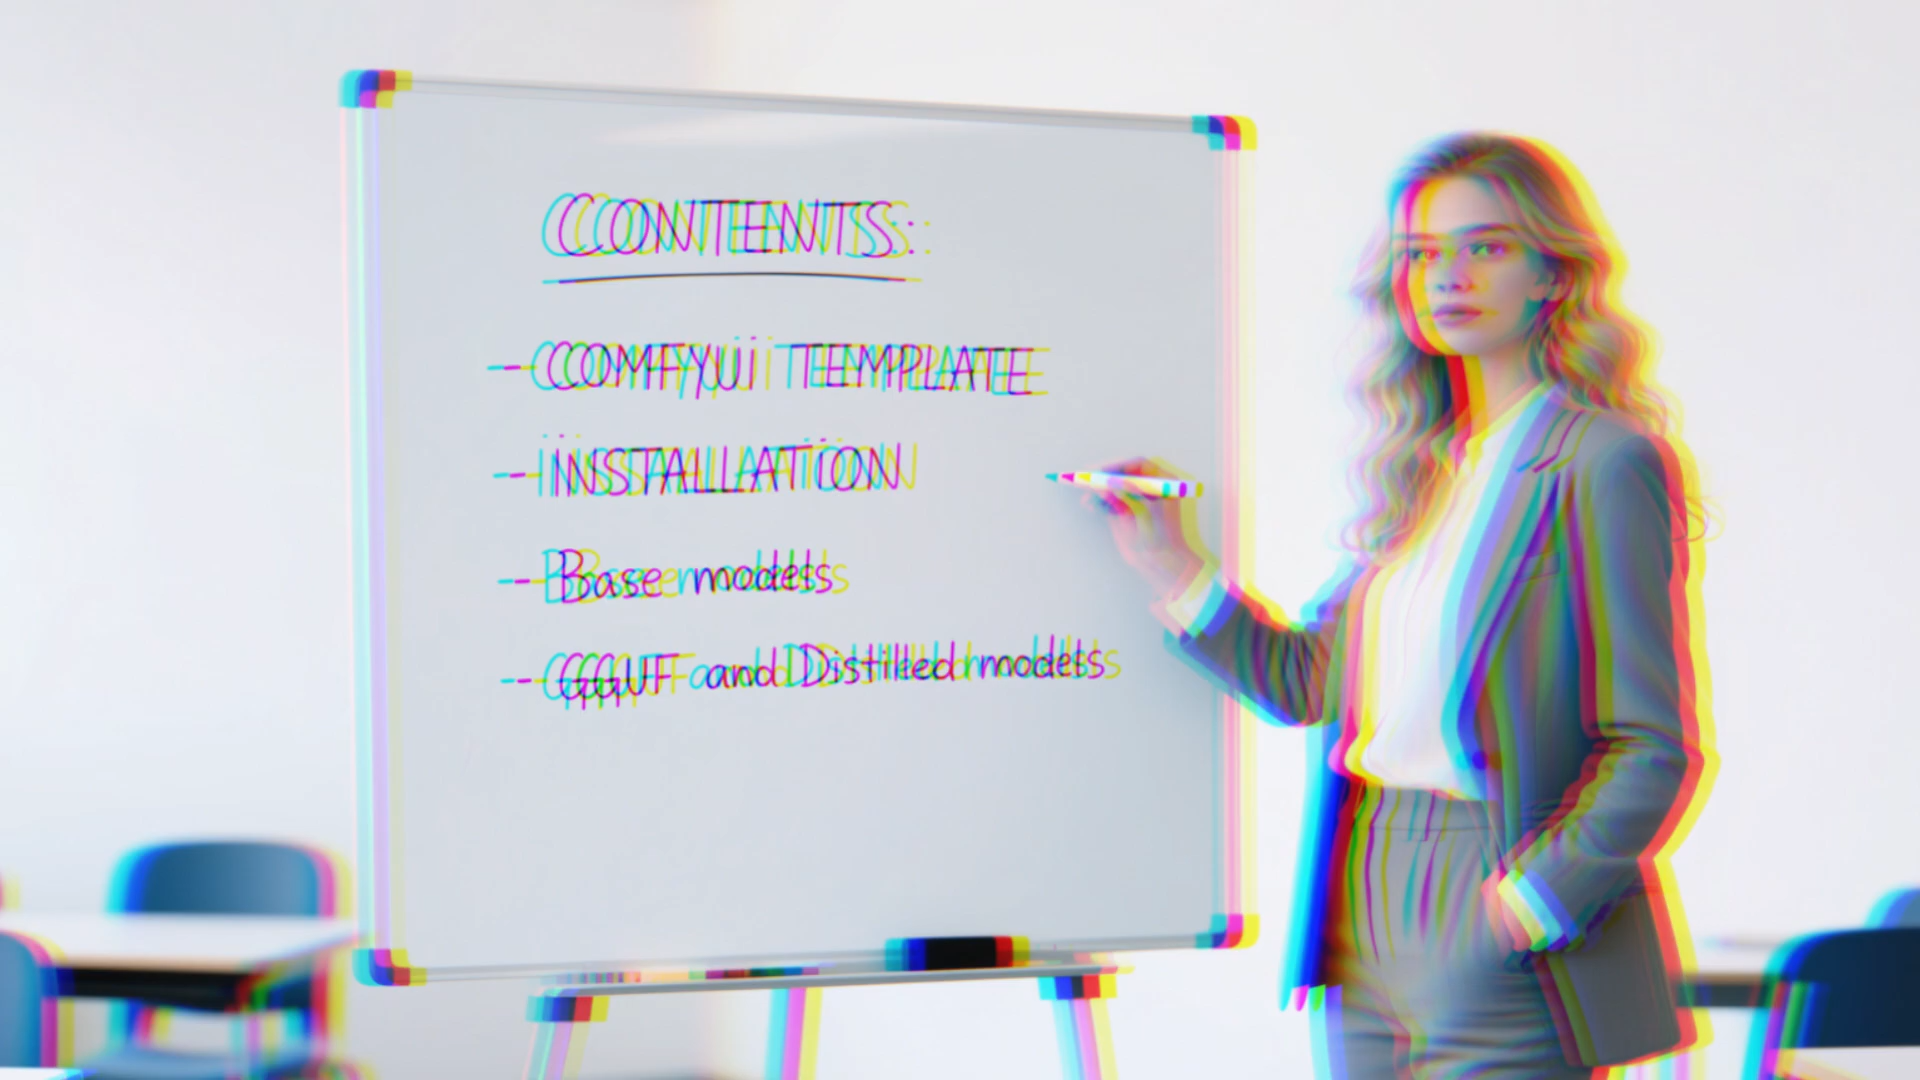 CONTENTS:
- COMFYUi TEMPLATE
- iNSTALLATiON
- Base models
- GGUF and Distilled models